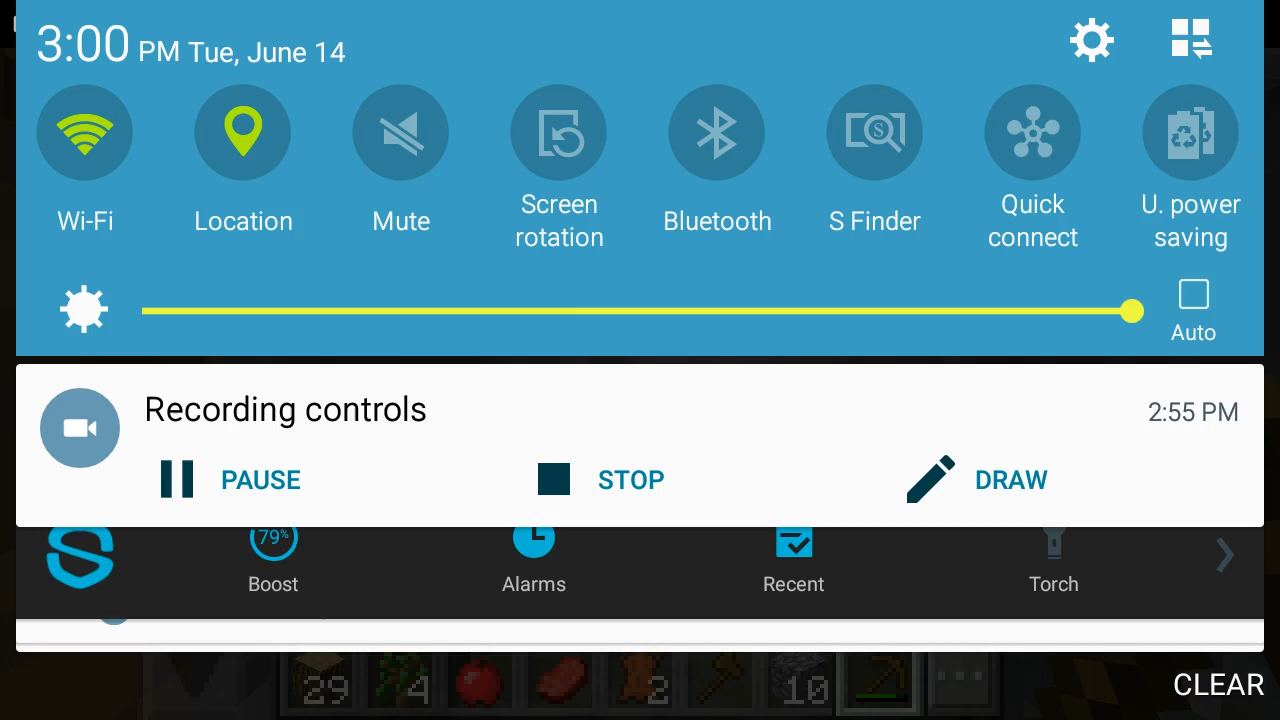 3:00 PM Tue, June 14
Wi-Fi
Location
Mute
Screen
rotation
Bluetooth
S Finder
Quick
connect
U. power
saving
Auto
Recording controls
2:55 PM
PAUSE
STOP
DRAW
79%
Boost
Alarms
Recent
Torch
29
4
2
10
CLEAR